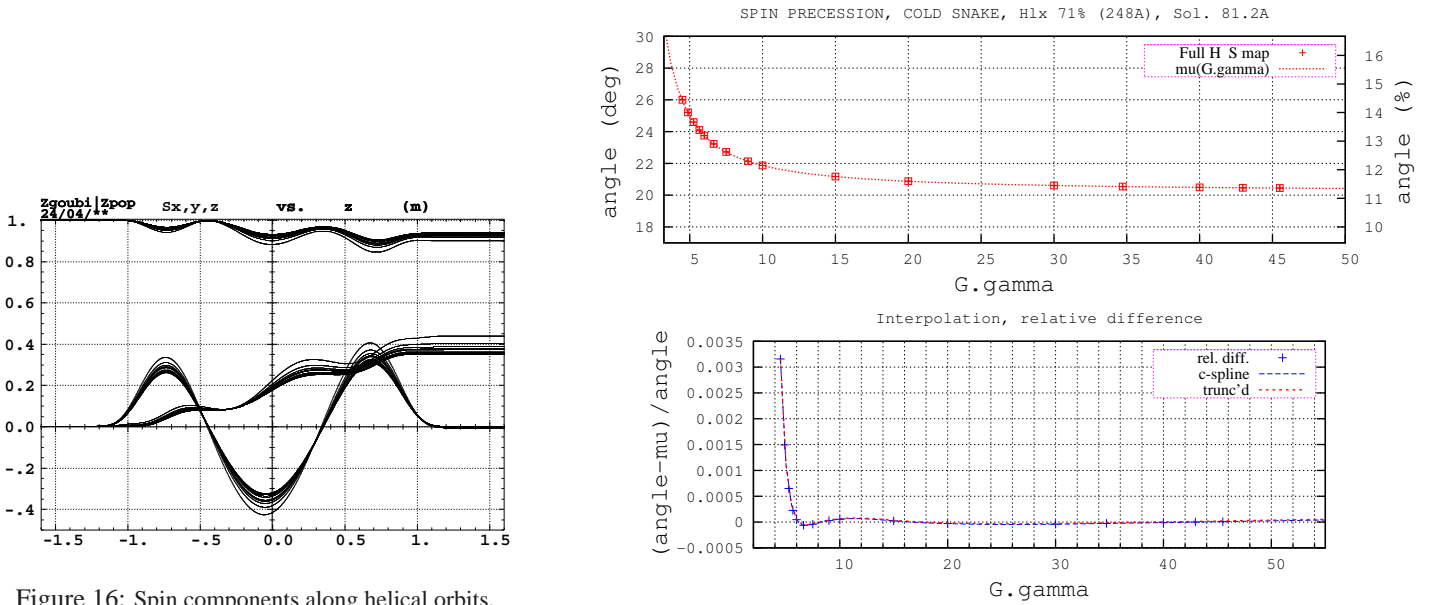 Zgoubi|Zpop
24/04/** Sx,y,z vs. z (m)
1.
0.8
0.6
0.4
0.2
0.0
-.2
-.4
-1.5 -1. -.5 0.0 0.5 1. 1.5
Figure 16: Spin components along helical orbits.
SPIN PRECESSION, COLD SNAKE, Hlx 71% (248A), Sol. 81.2A
angle (deg)
30
28
26
24
22
20
18
Full H S map
mu(G.gamma)
16
15
14
13
12
11
10
angle (%)
5 10 15 20 25 30 35 40 45 50
G.gamma
Interpolation, relative difference
(angle-mu)/angle
0.0035
0.003
0.0025
0.002
0.0015
0.001
0.0005
0
-0.0005
rel. diff.
c-spline
trunc'd
10 20 30 40 50
G.gamma